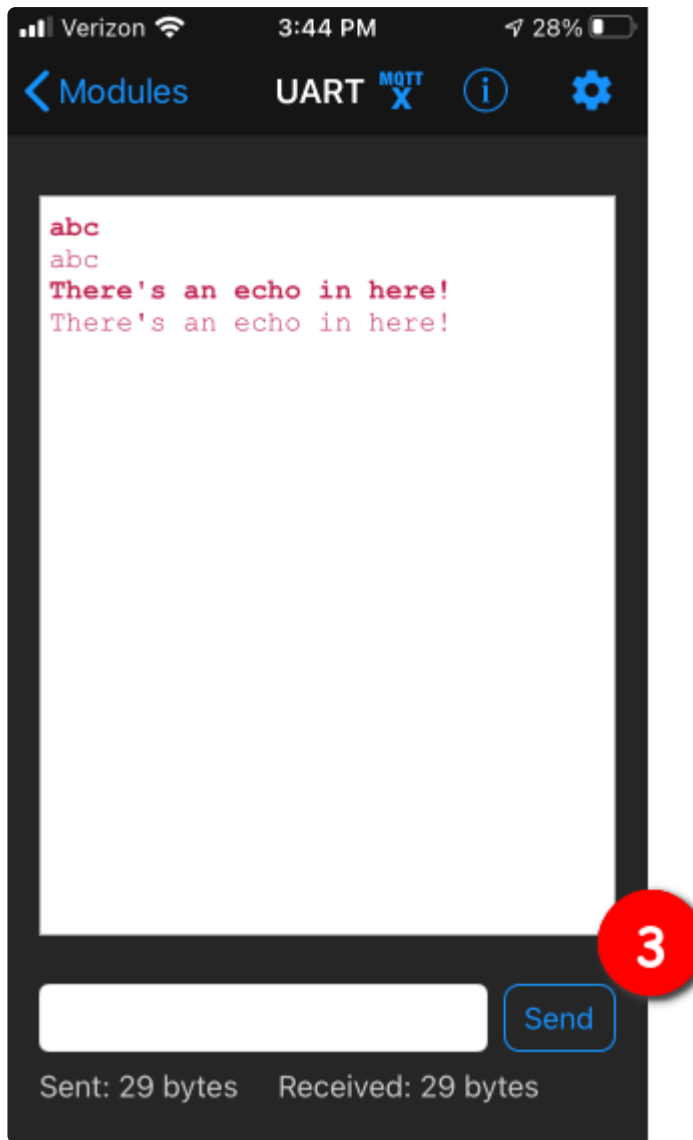 Verizon 3:44 PM 28%
Modules UART MQTT X i
abc
abc
There's an echo in here!
There's an echo in here!
3
Send
Sent: 29 bytes Received: 29 bytes